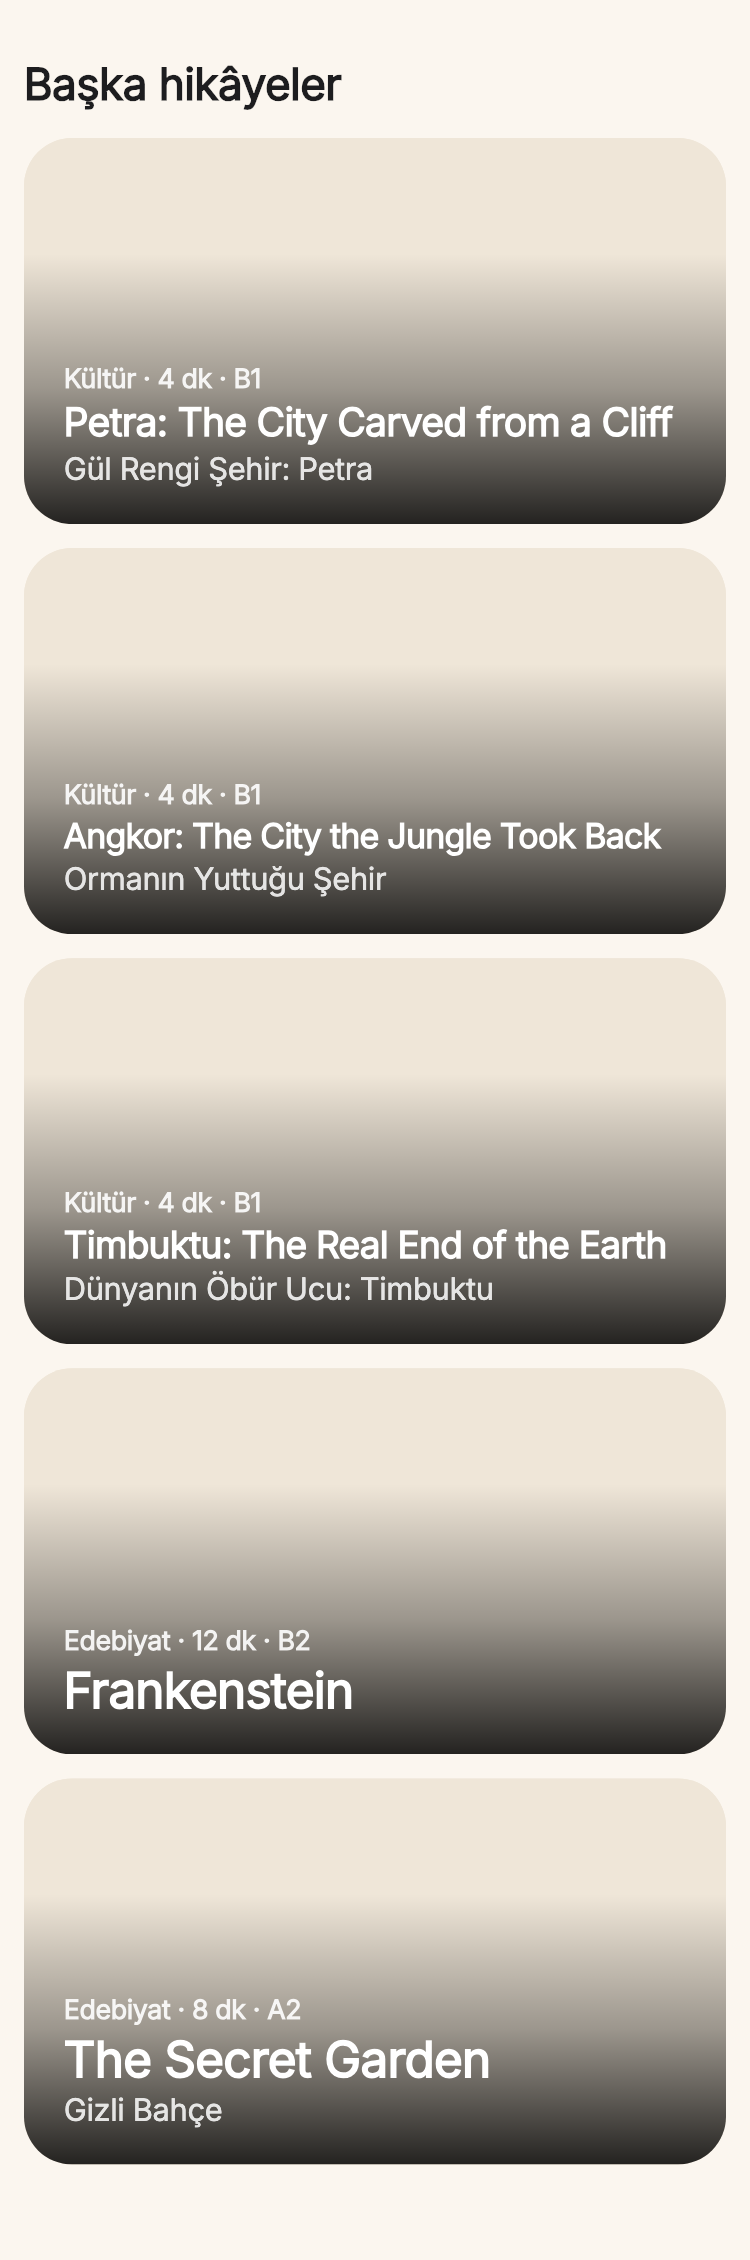 Başka hikâyeler
Kültür · 4 dk · B1
Petra: The City Carved from a Cliff
Gül Rengi Şehir: Petra
Kültür · 4 dk · B1
Angkor: The City the Jungle Took Back
Ormanın Yuttuğu Şehir
Kültür · 4 dk · B1
Timbuktu: The Real End of the Earth
Dünyanın Öbür Ucu: Timbuktu
Edebiyat · 12 dk · B2
Frankenstein
Edebiyat · 8 dk · A2
The Secret Garden
Gizli Bahçe